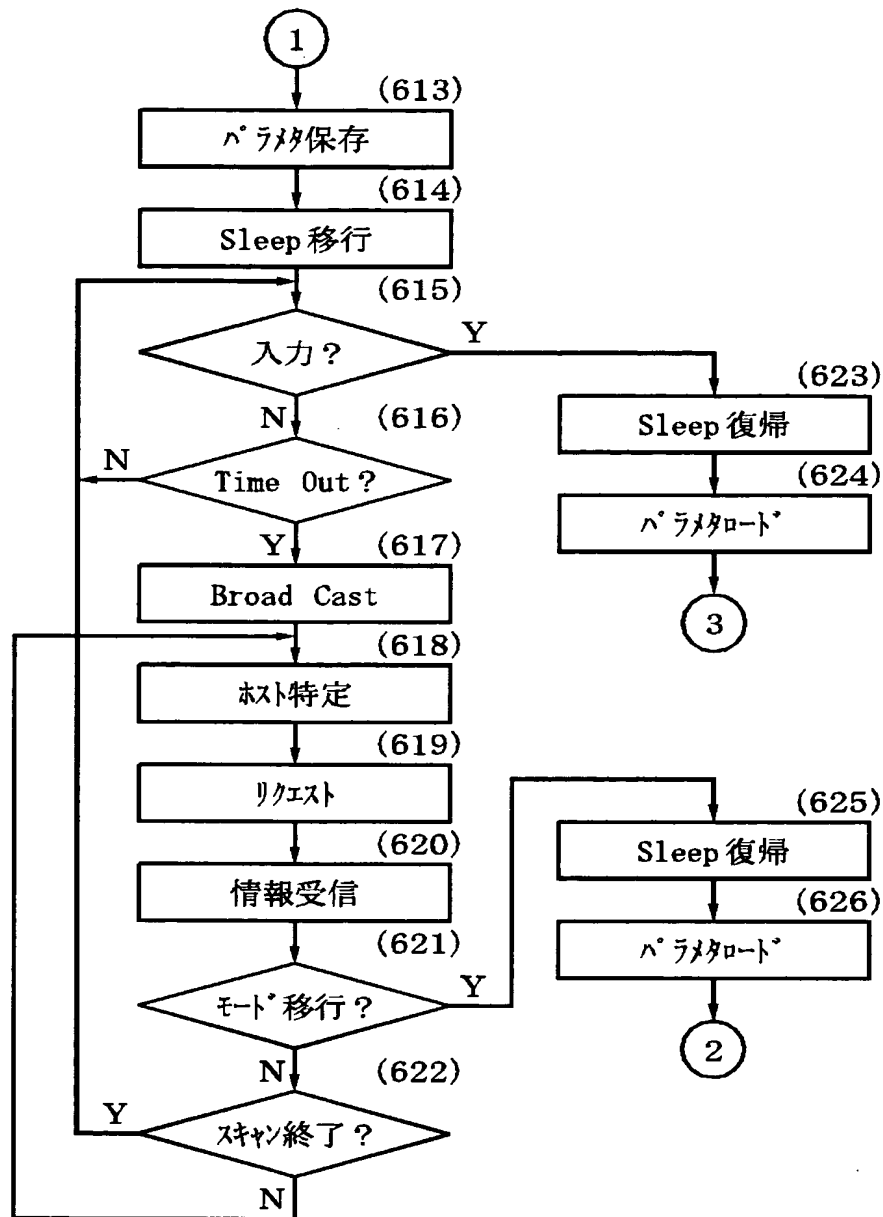 1
(613)
パラメタ保存
(614)
Sleep移行
(615)
入力?
Y
N
(616)
Time Out?
N
Y
(617)
Broad Cast
(618)
ホスト特定
(619)
リクエスト
(620)
情報受信
(621)
モード移行?
Y
N
(622)
スキャン終了?
Y
N
(623)
Sleep復帰
(624)
パラメタロード
3
(625)
Sleep復帰
(626)
パラメタロード
2